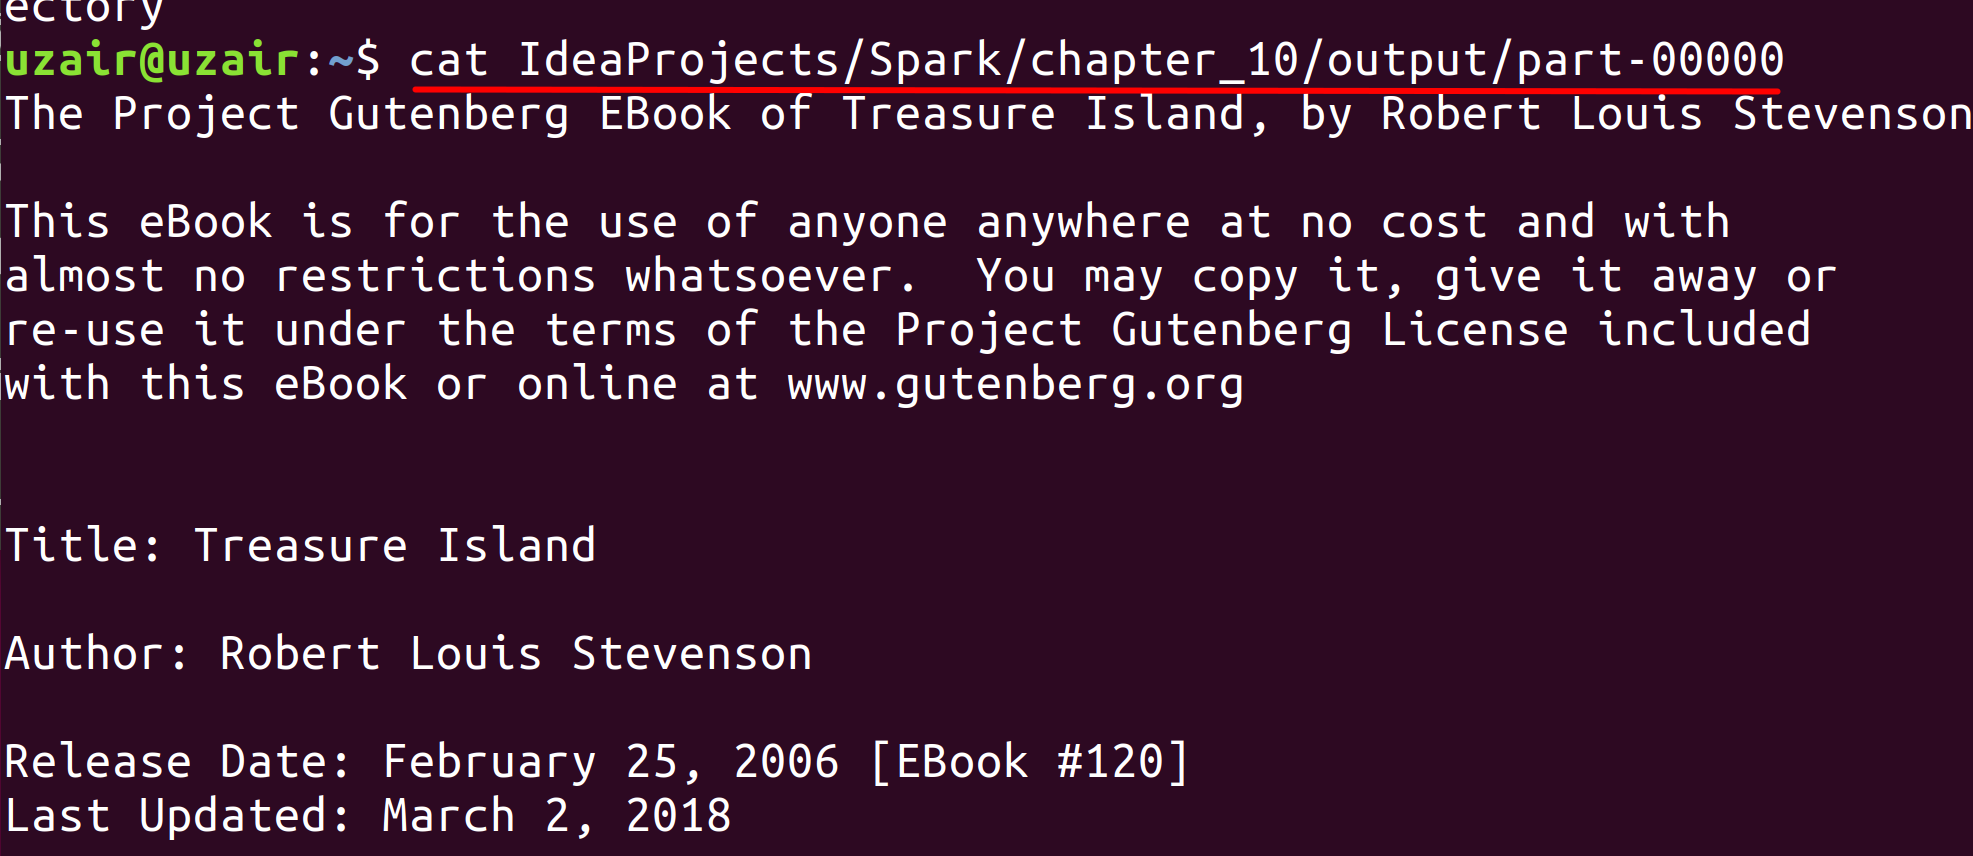 ectory
uzair@uzair:~$ cat IdeaProjects/Spark/chapter_10/output/part-00000
The Project Gutenberg EBook of Treasure Island, by Robert Louis Stevenson
This eBook is for the use of anyone anywhere at no cost and with
almost no restrictions whatsoever.  You may copy it, give it away or
re-use it under the terms of the Project Gutenberg License included
with this eBook or online at www.gutenberg.org
Title: Treasure Island
Author: Robert Louis Stevenson
Release Date: February 25, 2006 [EBook #120]
Last Updated: March 2, 2018